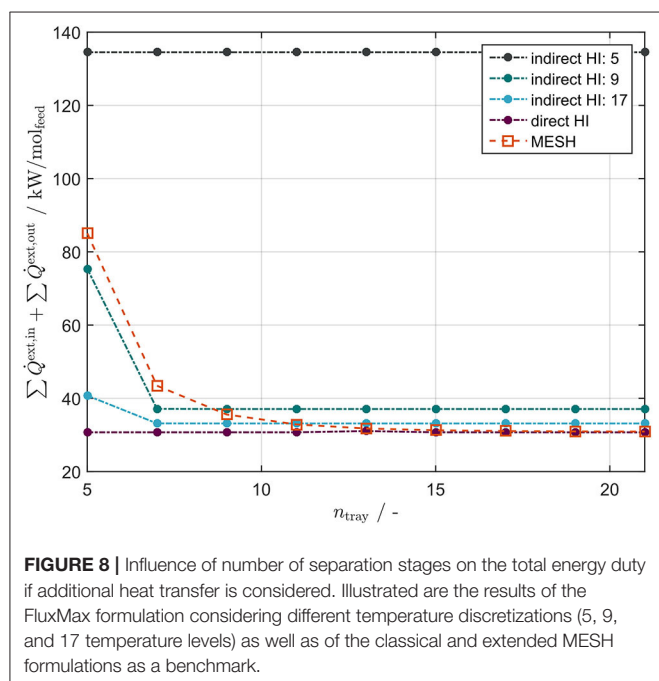 140
120
100
80
60
40
20
5
10
15
20
∑ Q̇^ext,in + ∑ Q̇^ext,out / kW/mol_feed
n_tray / -
indirect HI: 5
indirect HI: 9
indirect HI: 17
direct HI
MESH
FIGURE 8 | Influence of number of separation stages on the total energy duty
if additional heat transfer is considered. Illustrated are the results of the
FluxMax formulation considering different temperature discretizations (5, 9,
and 17 temperature levels) as well as of the classical and extended MESH
formulations as a benchmark.